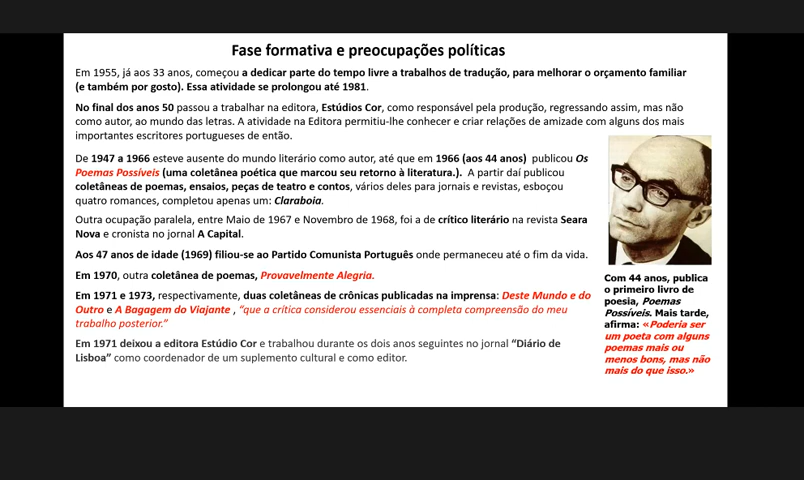 Fase formativa e preocupações políticas
Em 1955, já aos 33 anos, começou a dedicar parte do tempo livre a trabalhos de tradução, para melhorar o orçamento familiar
(e também por gosto). Essa atividade se prolongou até 1981.
No final dos anos 50 passou a trabalhar na editora, Estúdios Cor, como responsável pela produção, regressando assim, mas não
como autor, ao mundo das letras. A atividade na Editora permitiu-lhe conhecer e criar relações de amizade com alguns dos mais
importantes escritores portugueses de então.
De 1947 a 1966 esteve ausente do mundo literário como autor, até que em 1966 (aos 44 anos) publicou Os
Poemas Possíveis (uma coletânea poética que marcou seu retorno à literatura.). A partir daí publicou
coletâneas de poemas, ensaios, peças de teatro e contos, vários deles para jornais e revistas, esboçou
quatro romances, completou apenas um: Claraboia.
Outra ocupação paralela, entre Maio de 1967 e Novembro de 1968, foi a de crítico literário na revista Seara
Nova e cronista no jornal A Capital.
Aos 47 anos de idade (1969) filiou-se ao Partido Comunista Português onde permaneceu até o fim da vida.
Em 1970, outra coletânea de poemas, Provavelmente Alegria.
Em 1971 e 1973, respectivamente, duas coletâneas de crônicas publicadas na imprensa: Deste Mundo e do
Outro e A Bagagem do Viajante , “que a crítica considerou essenciais à completa compreensão do meu
trabalho posterior.”
Em 1971 deixou a editora Estúdio Cor e trabalhou durante os dois anos seguintes no jornal “Diário de
Lisboa” como coordenador de um suplemento cultural e como editor.
Com 44 anos, publica
o primeiro livro de
poesia, Poemas
Possíveis. Mais tarde,
afirma: «Poderia ser
um poeta com alguns
poemas mais ou
menos bons, mas não
mais do que isso.»